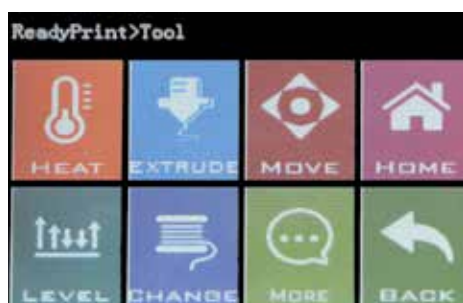 ReadyPrint>Tool
HEAT EXTRUDE MOVE HOME
LEVEL CHANGE MORE BACK